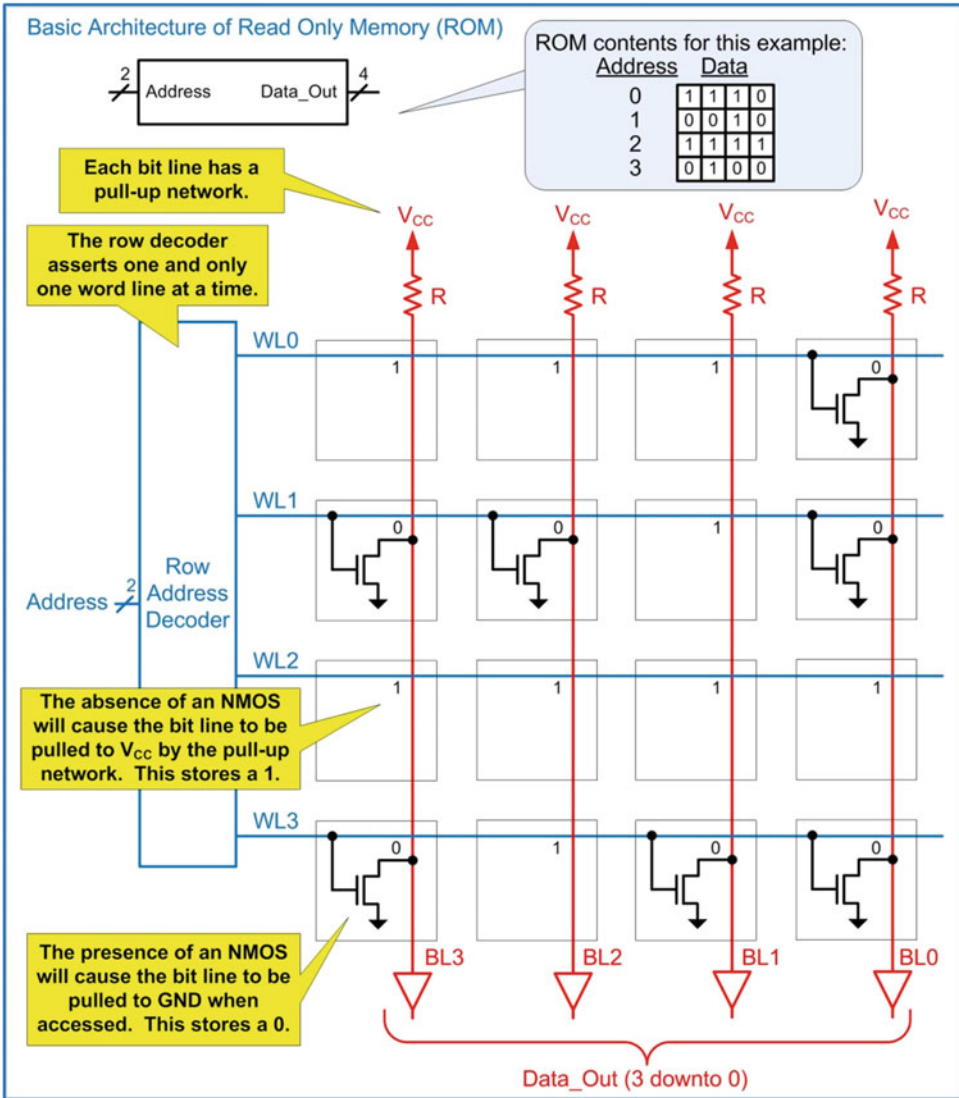 Basic Architecture of Read Only Memory (ROM)
2
Address
Data_Out
4
ROM contents for this example:
Address Data
0 1 1 1 0
1 0 0 1 0
2 1 1 1 1
3 0 1 0 0
Each bit line has a
pull-up network.
The row decoder
asserts one and only
one word line at a time.
VCC VCC VCC VCC
R R R R
WL0
1 1 1 0
WL1
0 0 1 0
Address
2
Row
Address
Decoder
WL2
1 1 1 1
The absence of an NMOS
will cause the bit line to be
pulled to VCC by the pull-up
network. This stores a 1.
WL3
0 1 0 0
The presence of an NMOS
will cause the bit line to be
pulled to GND when
accessed. This stores a 0.
BL3 BL2 BL1 BL0
Data_Out (3 downto 0)